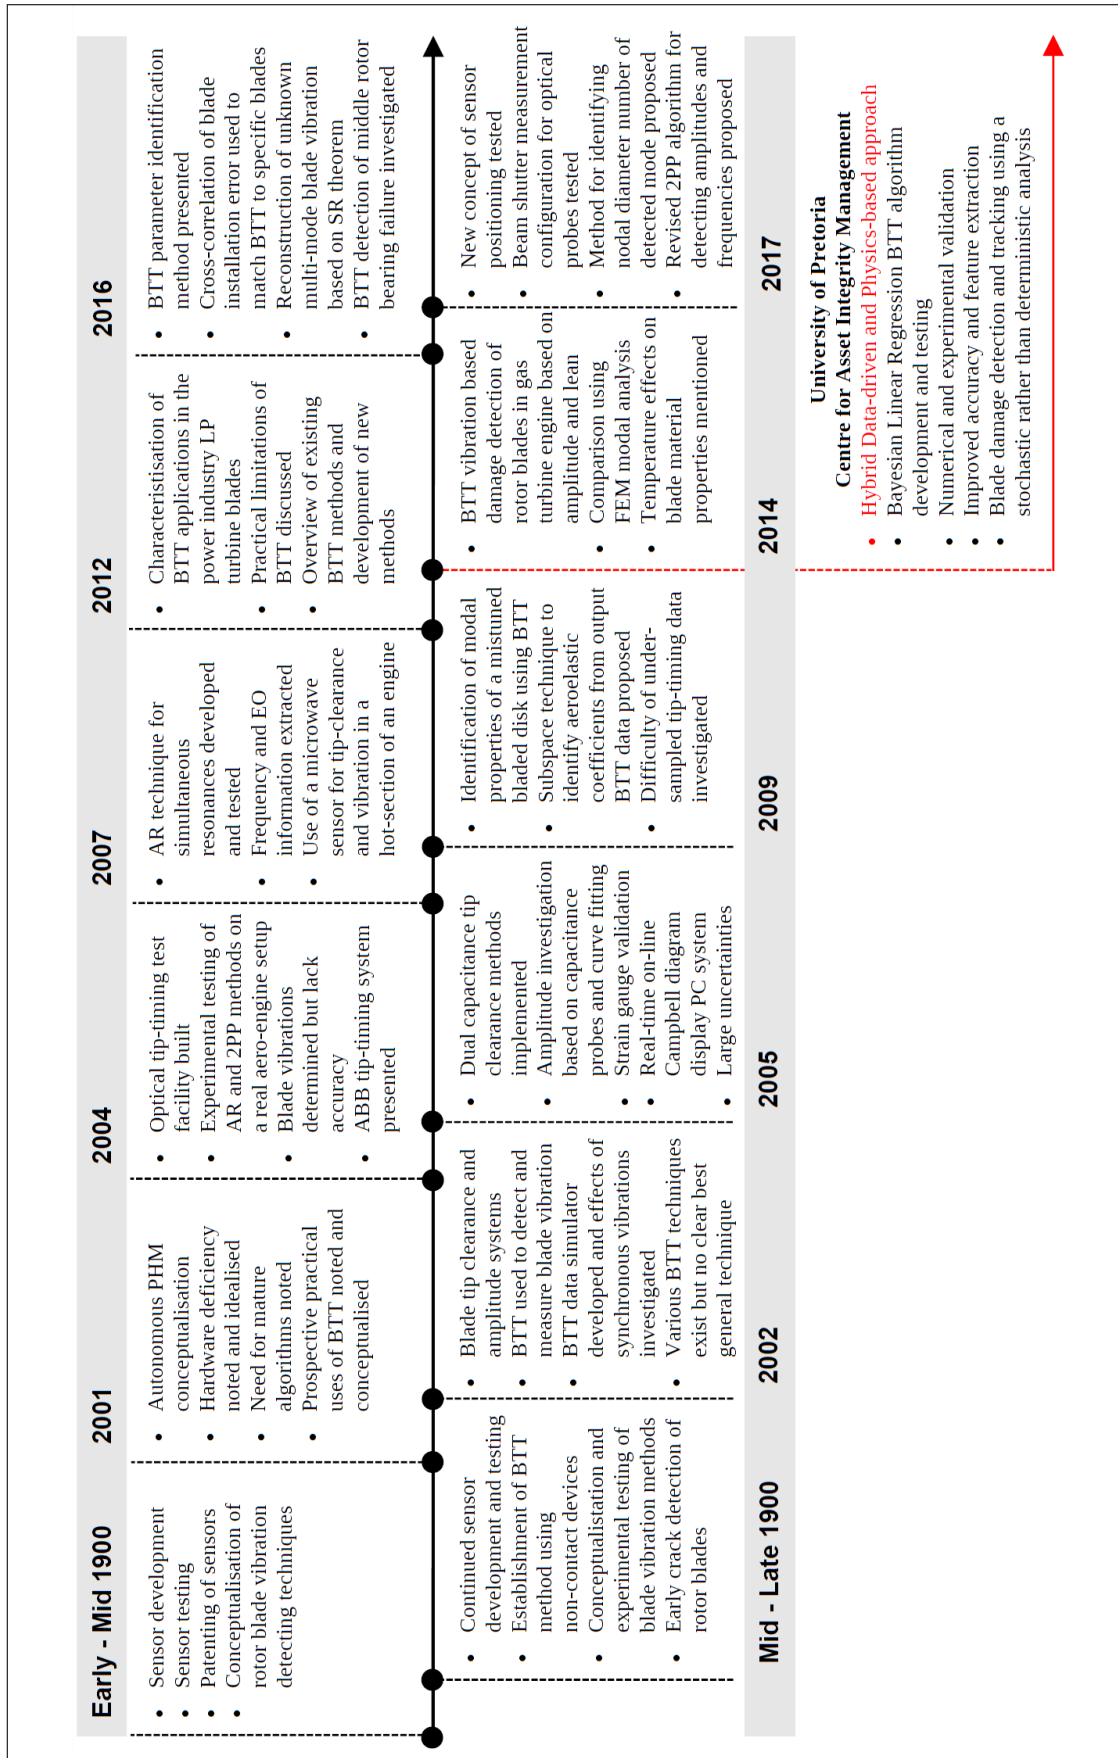 Early - Mid 1900
2001
2004
2007
2012
2016
• Sensor development
• Sensor testing
• Patenting of sensors
• Conceptualisation of
rotor blade vibration
detecting techniques
• Autonomous PHM
conceptualisation
• Hardware deficiency
noted and idealised
• Need for mature
algorithms noted
• Prospective practical
uses of BTT noted and
conceptualised
• Optical tip-timing test
facility built
• Experimental testing of
AR and 2PP methods on
a real aero-engine setup
• Blade vibrations
determined but lack
accuracy
• ABB tip-timing system
presented
• AR technique for
simultaneous
resonances developed
and tested
• Frequency and EO
information extracted
• Use of a microwave
sensor for tip-clearance
and vibration in a
hot-section of an engine
• Characteristisation of
BTT applications in the
power industry LP
turbine blades
• Practical limitations of
BTT discussed
• Overview of existing
BTT methods and
development of new
methods
• BTT parameter identification
method presented
• Cross-correlation of blade
installation error used to
match BTT to specific blades
• Reconstruction of unknown
multi-mode blade vibration
based on SR theorem
• BTT detection of middle rotor
bearing failure investigated
• Continued sensor
development and testing
• Establishment of BTT
method using
non-contact devices
• Conceptualistation and
experimental testing of
blade vibration methods
• Early crack detection of
rotor blades
• Blade tip clearance and
amplitude systems
• BTT used to detect and
measure blade vibration
• BTT data simulator
developed and effects of
synchronous vibrations
investigated
• Various BTT techniques
exist but no clear best
general technique
• Dual capacitance tip
clearance methods
implemented
• Amplitude investigation
based on capacitance
probes and curve fitting
• Strain gauge validation
• Real-time on-line
Campbell diagram
display PC system
• Large uncertainties
• Identification of modal
properties of a mistuned
bladed disk using BTT
• Subspace technique to
identify aeroelastic
coefficients from output
BTT data proposed
• Difficulty of under-
sampled tip-timing data
investigated
• BTT vibration based
damage detection of
rotor blades in gas
turbine engine based on
amplitude and lean
• Comparison using
FEM modal analysis
• Temperature effects on
blade material
properties mentioned
• New concept of sensor
positioning tested
• Beam shutter measurement
configuration for optical
probes tested
• Method for identifying
nodal diameter number of
detected mode proposed
• Revised 2PP algorithm for
detecting amplitudes and
frequencies proposed
Mid - Late 1900
2002
2005
2009
2014
2017
University of Pretoria
Centre for Asset Integrity Management
• Hybrid Data-driven and Physics-based approach
• Bayesian Linear Regression BTT algorithm
development and testing
• Numerical and experimental validation
• Improved accuracy and feature extraction
• Blade damage detection and tracking using a
stochastic rather than deterministic analysis